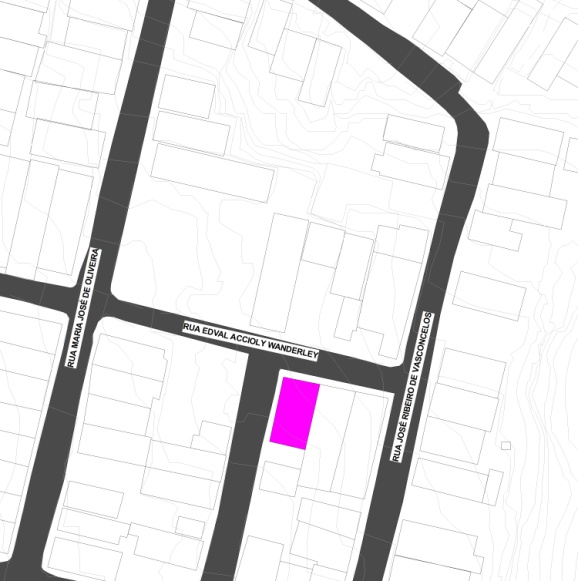 RUA MARIA JOSÉ DE OLIVEIRA
RUA EDVAL ACCIOLY WANDERLEY
RUA JOSÉ RIBEIRO DE VASCONCELOS